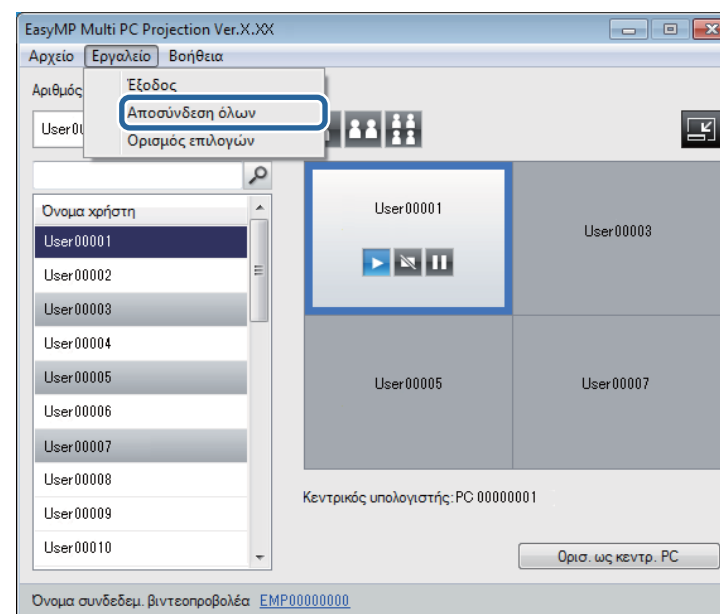 EasyMP Multi PC Projection Ver.X.XX
Αρχείο Εργαλείο Βοήθεια
Αριθμός
Έξοδος
Αποσύνδεση όλων
Ορισμός επιλογών
Όνομα χρήστη
User00001
User00002
User00003
User00004
User00005
User00006
User00007
User00008
User00009
User00010
User00001
User00003
User00005
User00007
Κεντρικός υπολογιστής: PC 00000001
Ορισ. ως κεντρ. PC
Όνομα συνδεδεμ. βιντεοπροβολέα EMP00000000